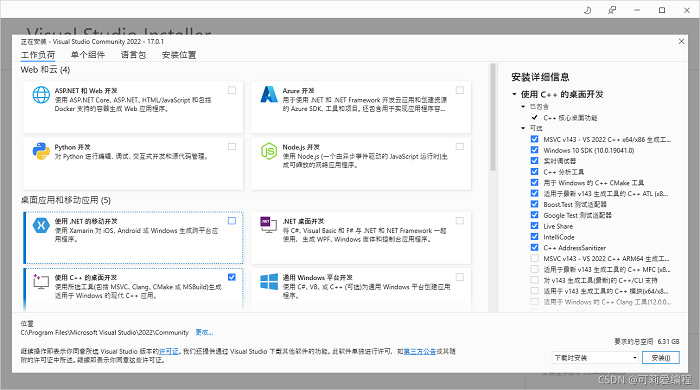 Visual Studio Installer
正在安装 - Visual Studio Community 2022 - 17.0.1
工作负荷 单个组件 语言包 安装位置
Web 和云 (4)
ASP.NET 和 Web 开发
使用 ASP.NET Core、ASP.NET、HTML/JavaScript 和包括 Docker 支持的容器生成 Web 应用程序。
Azure 开发
用于使用 .NET 和 .NET Framework 开发云应用和创建资源的 Azure SDK、工具和项目。还包含用于实现应用程序容...
Python 开发
对 Python 进行编辑、调试、交互式开发和源代码管理。
Node.js 开发
使用 Node.js (一个由异步事件驱动的 JavaScript 运行时)生成可缩放的网络应用程序。
桌面应用和移动应用 (5)
使用 .NET 的移动开发
使用 Xamarin 对 iOS、Android 或 Windows 生成跨平台应用程序。
.NET 桌面开发
将 C#、Visual Basic 和 F# 与 .NET 和 .NET Framework 一起使用，生成 WPF、Windows 窗体和控制台应用程序。
使用 C++ 的桌面开发
使用所选工具(包括 MSVC、Clang、CMake 或 MSBuild)生成适用于 Windows 的现代 C++ 应用。
通用 Windows 平台开发
使用 C#、VB、或 C++ (可选)为通用 Windows 平台创建应用程序。
安装详细信息
使用 C++ 的桌面开发
已包含
C++ 核心桌面功能
可选
MSVC v143 - VS 2022 C++ x64/x86 生成工...
Windows 10 SDK (10.0.19041.0)
实时调试器
C++ 分析工具
用于 Windows 的 C++ CMake 工具
适用于最新 v143 生成工具的 C++ ATL (x8...
Boost.Test 测试适配器
Google Test 测试适配器
Live Share
IntelliCode
C++ AddressSanitizer
MSVC v143 - VS 2022 C++ ARM64 生成工...
适用于最新 v143 生成工具的 C++ MFC (x8...
对 v143 生成工具(最新)的 C++/CLI 支持
适用于 v143 生成工具的 C++ 模块(x64/x8...
适用于 Windows 的 C++ Clang 工具(12.0.0...
位置
C:\Program Files\Microsoft Visual Studio\2022\Community 更改...
继续操作即表示你同意所选 Visual Studio 版本的许可证。我们还提供通过 Visual Studio 下载其他软件的功能。此软件单独进行许可，如第三方公告或其随附的许可证中所述。继续即表示你同意这些许可证。
要求的总空间 6.31 GB
下载时安装 安装(I)
CSDN @可莉爱编程